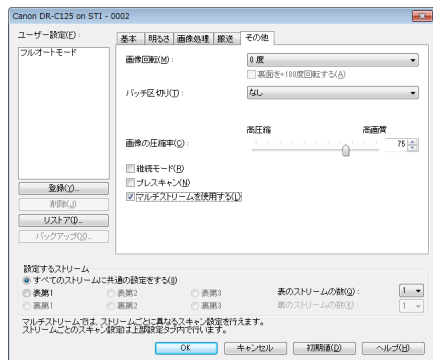 Canon DR-C125 on STI - 0002
ユーザー設定(F):
フルオートモード
登録(Y)...
削除(J)
リストア(I)...
バックアップ(X)...
基本 明るさ 画像処理 搬送 その他
画像回転(M): 0 度
裏面を+180度回転する(A)
バッチ区切り(T): なし
高圧縮 高画質
画像の圧縮率(C): 75
継続モード(R)
プレスキャン(N)
マルチストリームを使用する(L)
設定するストリーム
すべてのストリームに共通の設定をする(0)
表第1 表第2 表第3 表のストリームの数(O): 1
裏第1 裏第2 裏第3 裏のストリームの数(K): 1
マルチストリームでは、ストリームごとに異なるスキャン設定を行えます。
ストリームごとのスキャン設定は上部設定タブ内で行います。
OK キャンセル 初期値(D) ヘルプ(H)